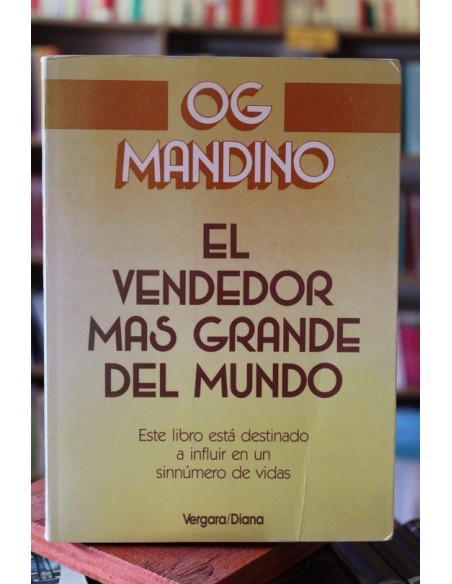 OG
MANDINO
EL
VENDEDOR
MAS GRANDE
DEL MUNDO
Este libro está destinado
a influir en un
sinnúmero de vidas
Vergara/Diana